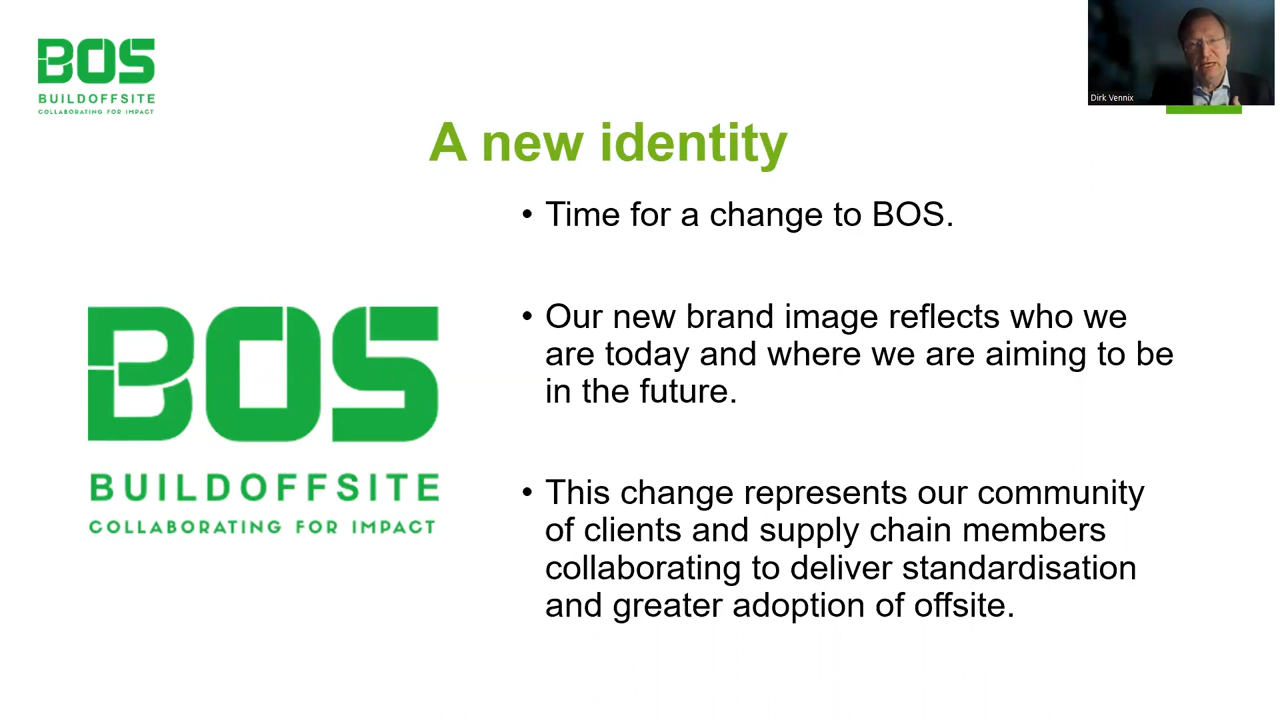 BOS
BUILDOFFSITE
COLLABORATING FOR IMPACT
Dirk Vennix
A new identity
• Time for a change to BOS.
• Our new brand image reflects who we
are today and where we are aiming to be
in the future.
BOS
BUILDOFFSITE
COLLABORATING FOR IMPACT
• This change represents our community
of clients and supply chain members
collaborating to deliver standardisation
and greater adoption of offsite.